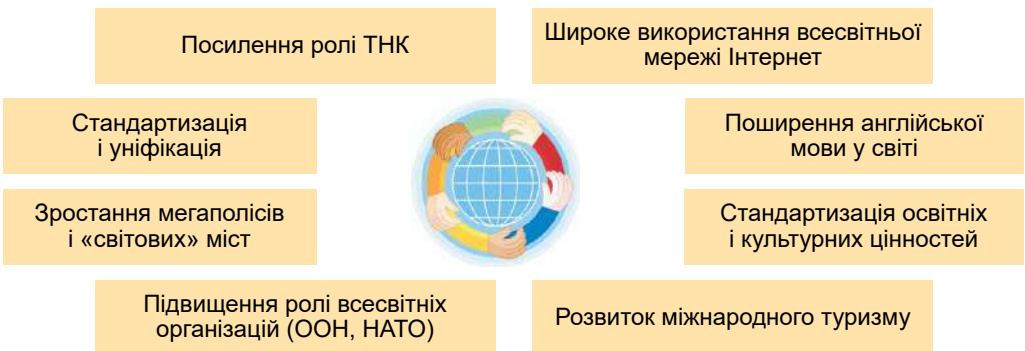 Посилення ролі ТНК
Широке використання всесвітньої
мережі Інтернет
Стандартизація
і уніфікація
Поширення англійської
мови у світі
Зростання мегаполісів
і «світових» міст
Стандартизація освітніх
і культурних цінностей
Підвищення ролі всесвітніх
організацій (ООН, НАТО)
Розвиток міжнародного туризму